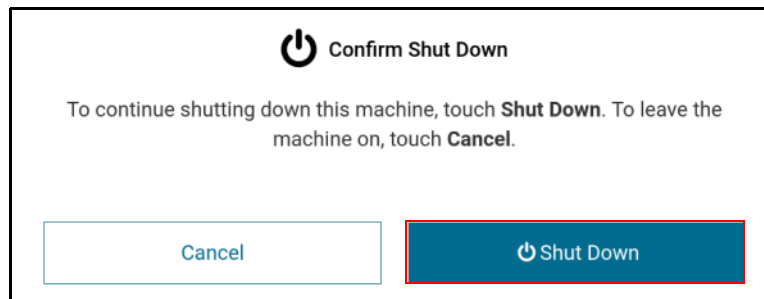 Confirm Shut Down
To continue shutting down this machine, touch Shut Down. To leave the
machine on, touch Cancel.
Cancel
Shut Down